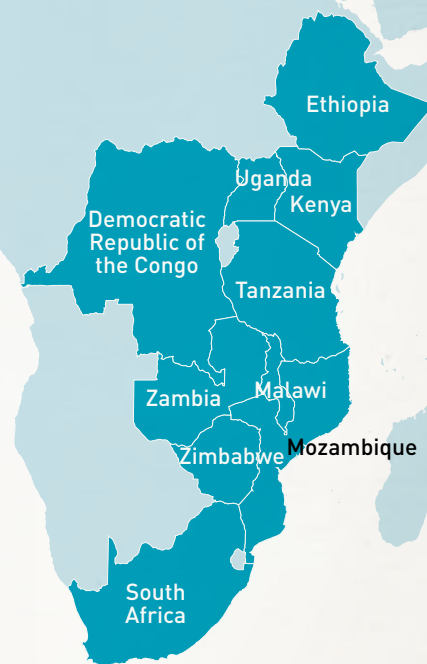 Ethiopia
Uganda
Kenya
Democratic
Republic of
the Congo
Tanzania
Zambia
Malawi
Mozambique
Zimbabwe
South
Africa